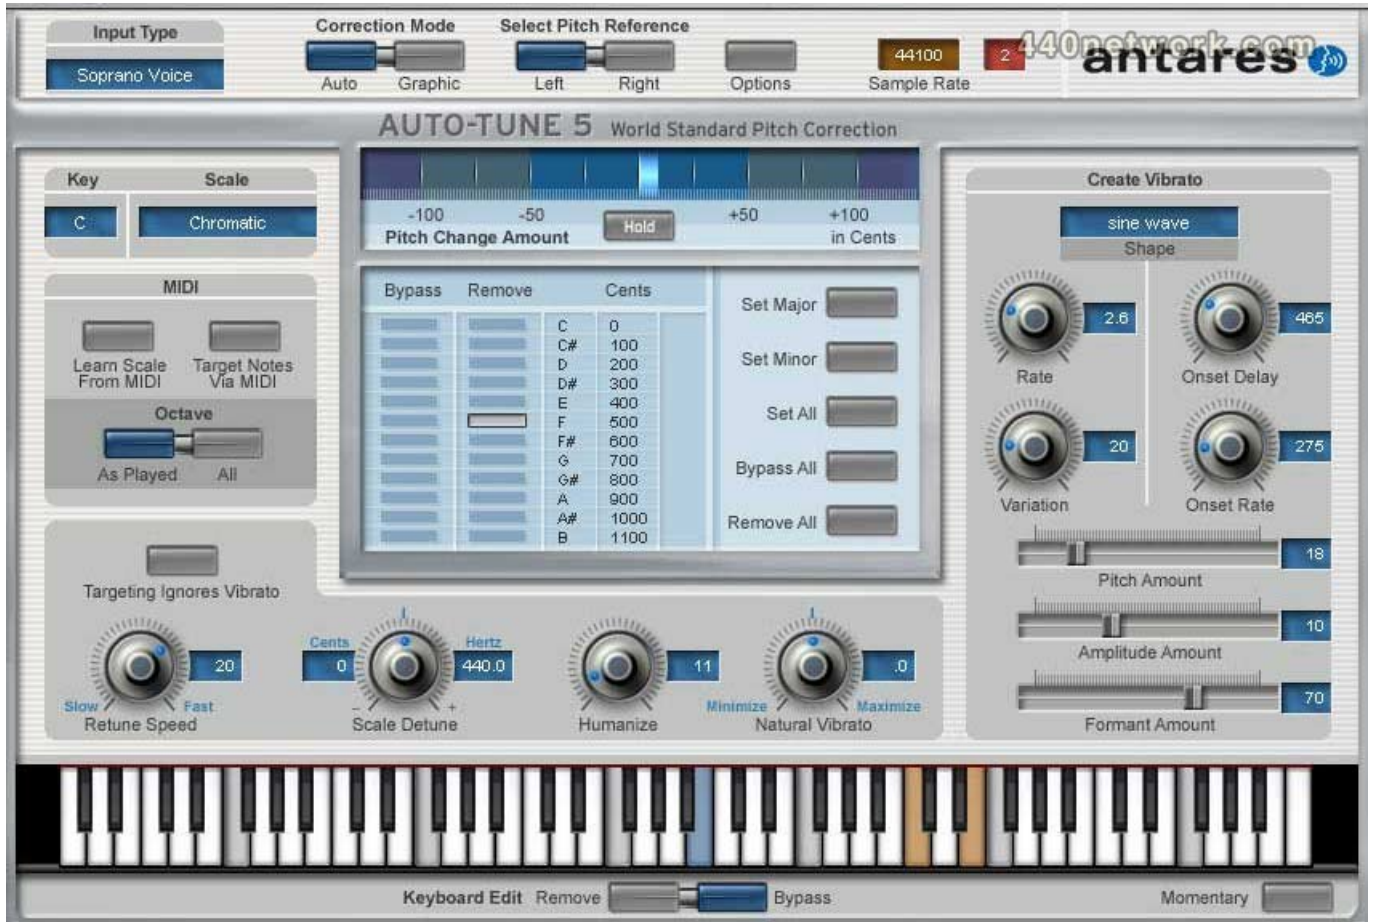 Input Type
Soprano Voice
Correction Mode
Auto Graphic
Select Pitch Reference
Left Right
Options
44100
Sample Rate
2
440network.com
antares
AUTO-TUNE 5 World Standard Pitch Correction
Key Scale
C Chromatic
MIDI
Learn Scale
From MIDI
Target Notes
Via MIDI
Octave
As Played All
-100 -50 Hold +50 +100
Pitch Change Amount in Cents
Bypass Remove Cents
C 0
C# 100
D 200
D# 300
E 400
F 500
F# 600
G 700
G# 800
A 900
A# 1000
B 1100
Set Major
Set Minor
Set All
Bypass All
Remove All
Create Vibrato
sine wave
Shape
2.6
Rate
465
Onset Delay
20
Variation
275
Onset Rate
18
Pitch Amount
10
Amplitude Amount
70
Formant Amount
Targeting Ignores Vibrato
20
Slow Fast
Retune Speed
Cents Hertz
0 440.0
- +
Scale Detune
11
Humanize
.0
Minimize Maximize
Natural Vibrato
Keyboard Edit Remove Bypass
Momentary